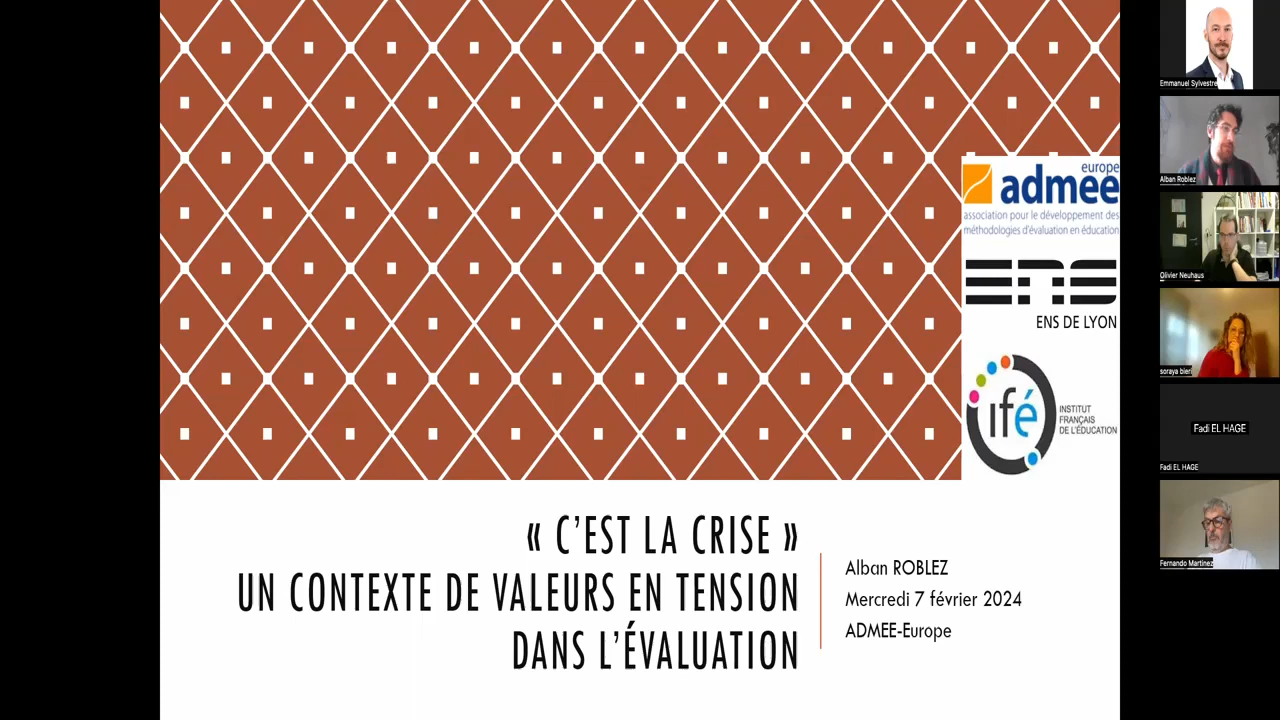 europe
admee
association pour le développement des
méthodologies d'évaluation en éducation
ENS
ENS DE LYON
ifé
INSTITUT
FRANÇAIS
DE L'ÉDUCATION
« C'EST LA CRISE »
UN CONTEXTE DE VALEURS EN TENSION
DANS L'ÉVALUATION
Alban ROBLEZ
Mercredi 7 février 2024
ADMEE-Europe
Emmanuel Sylvestre
Alban Roblez
Olivier Neuhaus
soraya bleri
Fadi EL HAGE
Fadi EL HAGE
Fernando Martinez